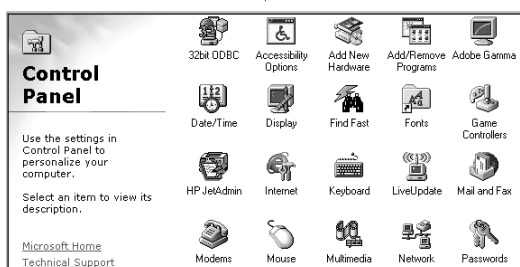 Control
Panel
Use the settings in
Control Panel to
personalize your
computer.
Select an item to view its
description.
Microsoft Home
Technical Support
32bit ODBC
Accessibility
Options
Add New
Hardware
Add/Remove
Programs
Adobe Gamma
Date/Time
Display
Find Fast
Fonts
Game
Controllers
HP JetAdmin
Internet
Keyboard
LiveUpdate
Mail and Fax
Modems
Mouse
Multimedia
Network
Passwords